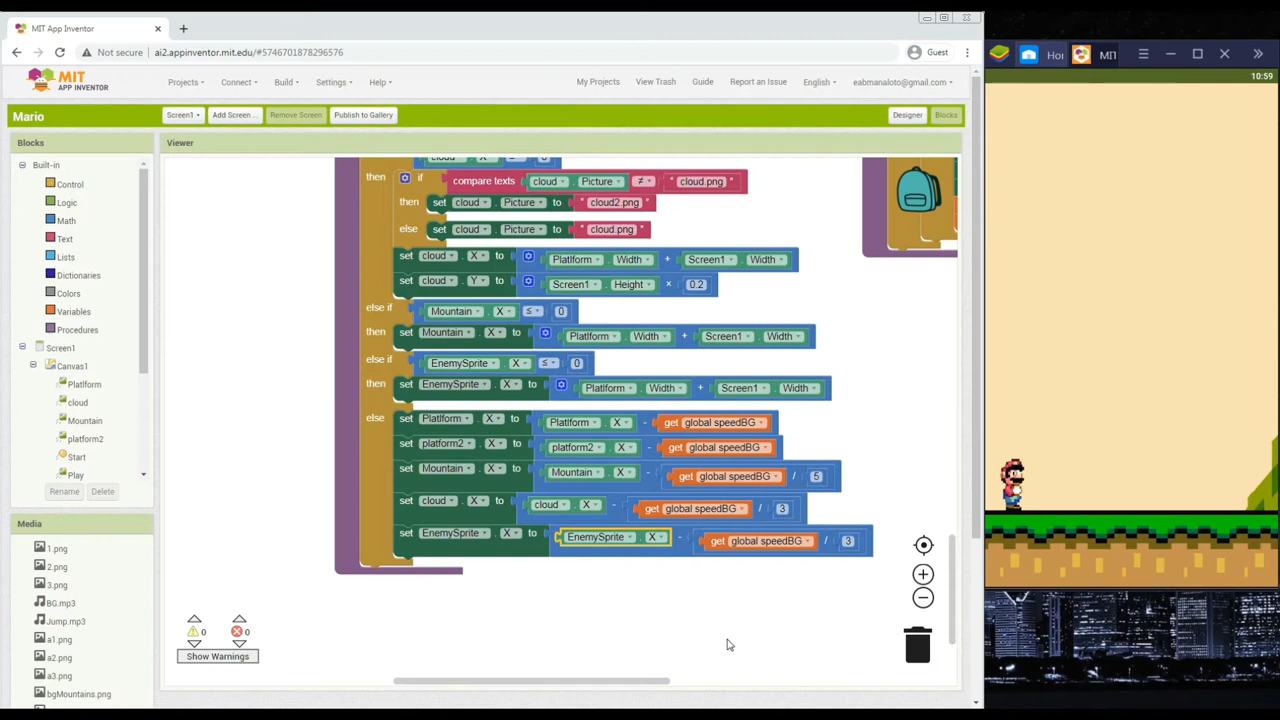 MIT App Inventor
Not secure ai2.appinventor.mit.edu/#5746701878296576
Guest
Hor
10:59
MIT
APP INVENTOR
Projects Connect Build Settings Help
My Projects View Trash Guide Report an Issue English eabmanaloto@gmail.com
Mario
Screen1 Add Screen ... Remove Screen Publish to Gallery
Designer Blocks
Blocks
Built-in
Control
Logic
Math
Text
Lists
Dictionaries
Colors
Variables
Procedures
Screen1
Canvas1
Platlform
cloud
Mountain
platform2
Start
Play
Rename Delete
Media
1.png
2.png
3.png
BG.mp3
Jump.mp3
a1.png
a2.png
a3.png
bgMountains.png
Viewer
then if compare texts cloud . Picture ≠ " cloud.png "
then set cloud . Picture to " cloud2.png "
else set cloud . Picture to " cloud.png "
set cloud . X to Platlform . Width + Screen1 . Width
set cloud . Y to Screen1 . Height × 0.2
else if Mountain . X ≤ 0
then set Mountain . X to Platlform . Width + Screen1 . Width
else if EnemySprite . X ≤ 0
then set EnemySprite . X to Platlform . Width + Screen1 . Width
else set Platlform . X to Platlform . X - get global speedBG
set platform2 . X to platform2 . X - get global speedBG
set Mountain . X to Mountain . X - get global speedBG / 5
set cloud . X to cloud . X - get global speedBG / 3
set EnemySprite . X to EnemySprite . X - get global speedBG / 3
0 0
Show Warnings